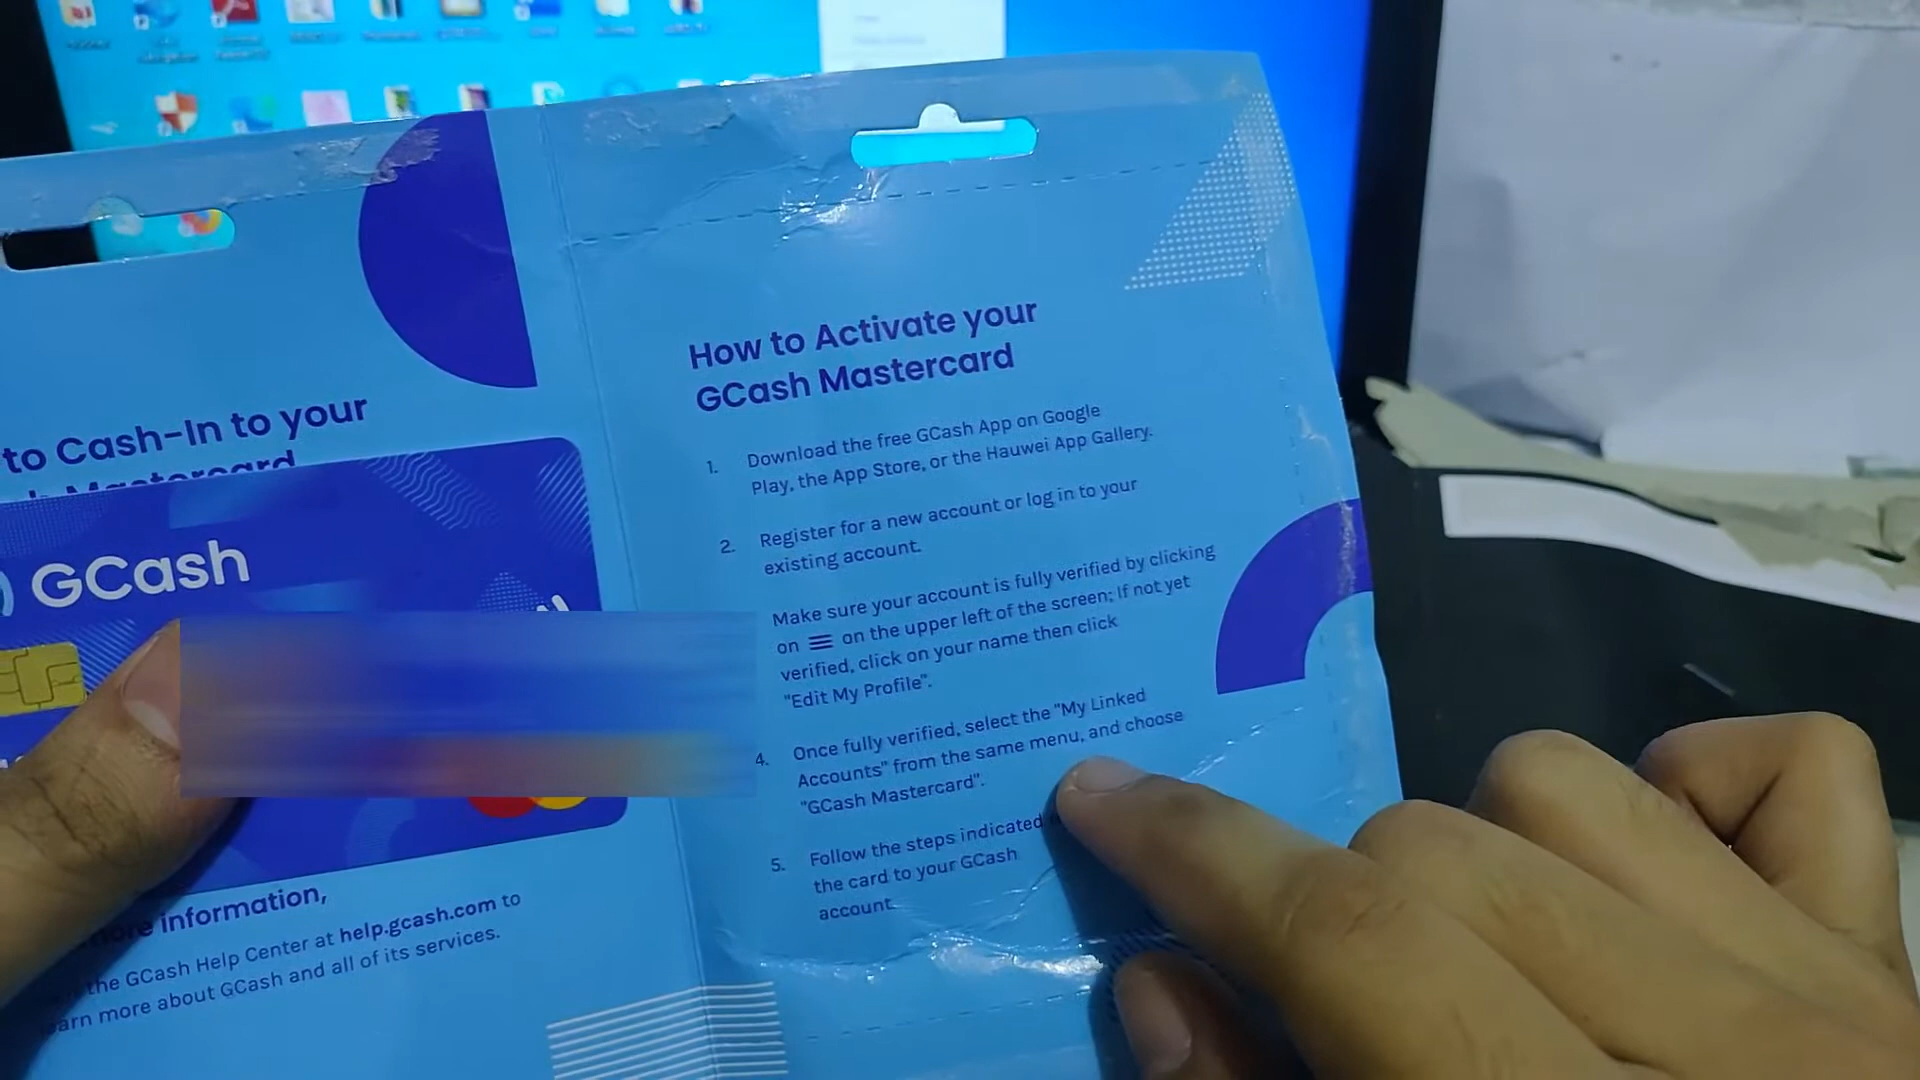 to Cash-In to your
Mastercard
GCash
more information,
the GCash Help Center at help.gcash.com to
learn more about GCash and all of its services.
How to Activate your
GCash Mastercard
1. Download the free GCash App on Google
Play, the App Store, or the Hauwei App Gallery.
2. Register for a new account or log in to your
existing account.
Make sure your account is fully verified by clicking
on ☰ on the upper left of the screen; If not yet
verified, click on your name then click
"Edit My Profile".
4. Once fully verified, select the "My Linked
Accounts" from the same menu, and choose
"GCash Mastercard".
5. Follow the steps indicated
the card to your GCash
account.